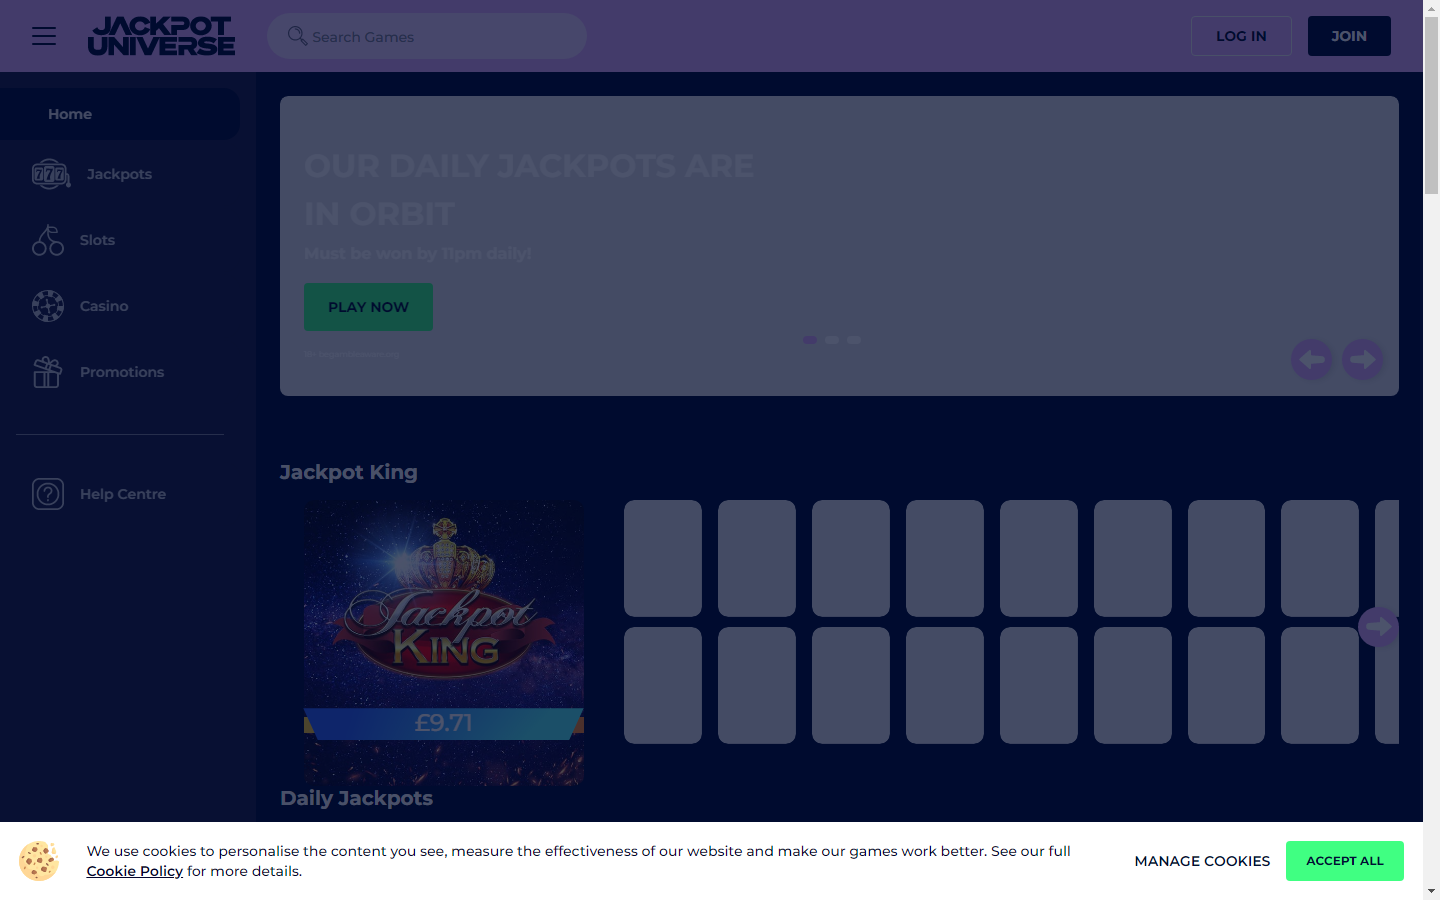 JACKPOT
UNIVERSE
Search Games
LOG IN
JOIN
Home
Jackpots
Slots
Casino
Promotions
Help Centre
OUR DAILY JACKPOTS ARE
IN ORBIT
Must be won by 11pm daily!
PLAY NOW
Jackpot King
Jackpot
KING
£9.71
Daily Jackpots
We use cookies to personalise the content you see, measure the effectiveness of our website and make our games work better. See our full
Cookie Policy for more details.
MANAGE COOKIES
ACCEPT ALL